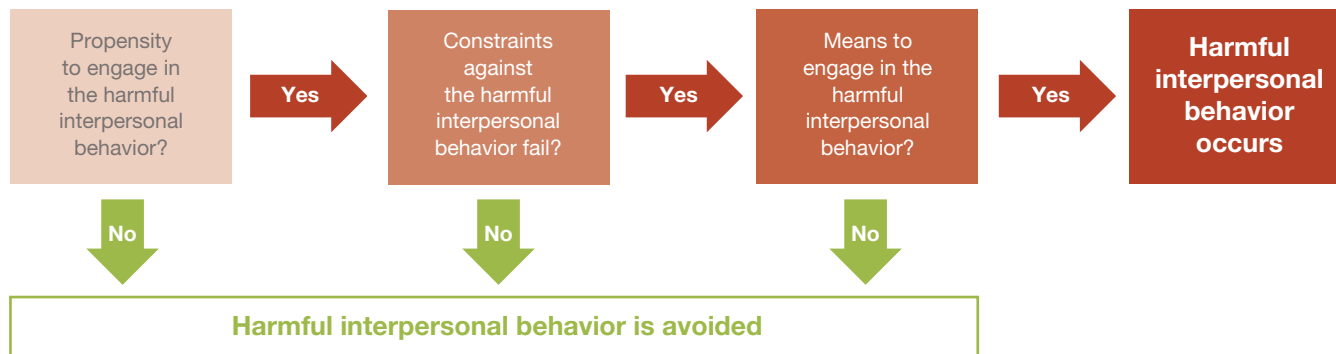 Propensity
to engage in
the harmful
interpersonal
behavior?
Yes
Constraints
against
the harmful
interpersonal
behavior fail?
Yes
Means to
engage in the
harmful
interpersonal
behavior?
Yes
Harmful
interpersonal
behavior
occurs
No
No
No
Harmful interpersonal behavior is avoided